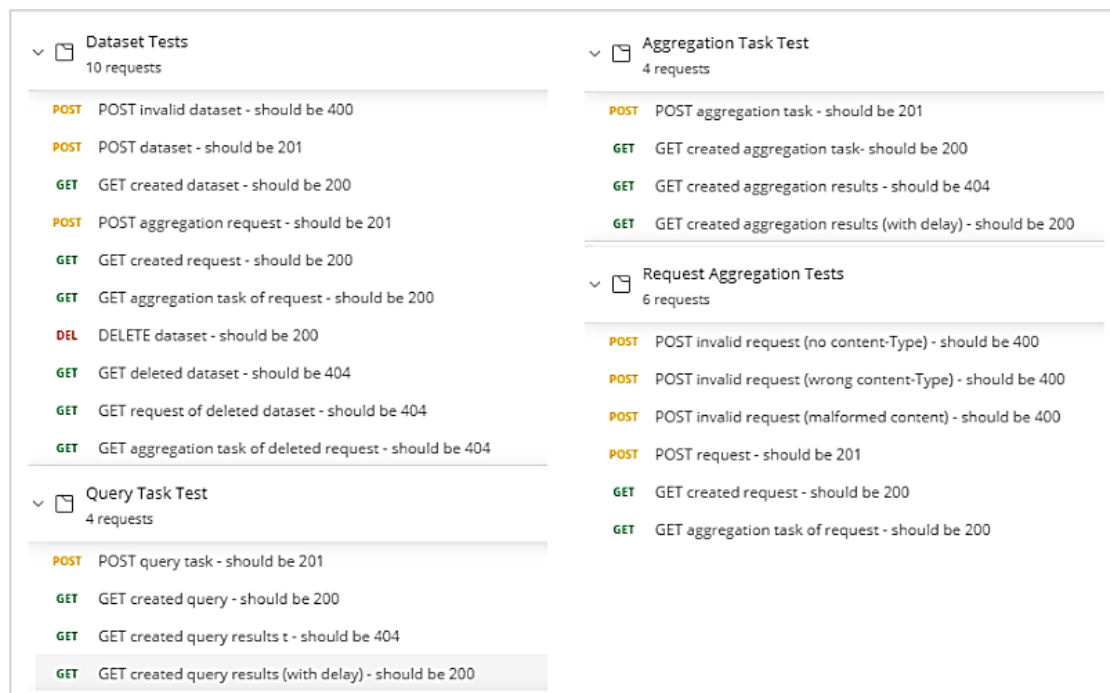 Dataset Tests
10 requests
POST POST invalid dataset - should be 400
POST POST dataset - should be 201
GET GET created dataset - should be 200
POST POST aggregation request - should be 201
GET GET created request - should be 200
GET GET aggregation task of request - should be 200
DEL DELETE dataset - should be 200
GET GET deleted dataset - should be 404
GET GET request of deleted dataset - should be 404
GET GET aggregation task of deleted request - should be 404
Query Task Test
4 requests
POST POST query task - should be 201
GET GET created query - should be 200
GET GET created query results t - should be 404
GET GET created query results (with delay) - should be 200
Aggregation Task Test
4 requests
POST POST aggregation task - should be 201
GET GET created aggregation task- should be 200
GET GET created aggregation results - should be 404
GET GET created aggregation results (with delay) - should be 200
Request Aggregation Tests
6 requests
POST POST invalid request (no content-Type) - should be 400
POST POST invalid request (wrong content-Type) - should be 400
POST POST invalid request (malformed content) - should be 400
POST POST request - should be 201
GET GET created request - should be 200
GET GET aggregation task of request - should be 200